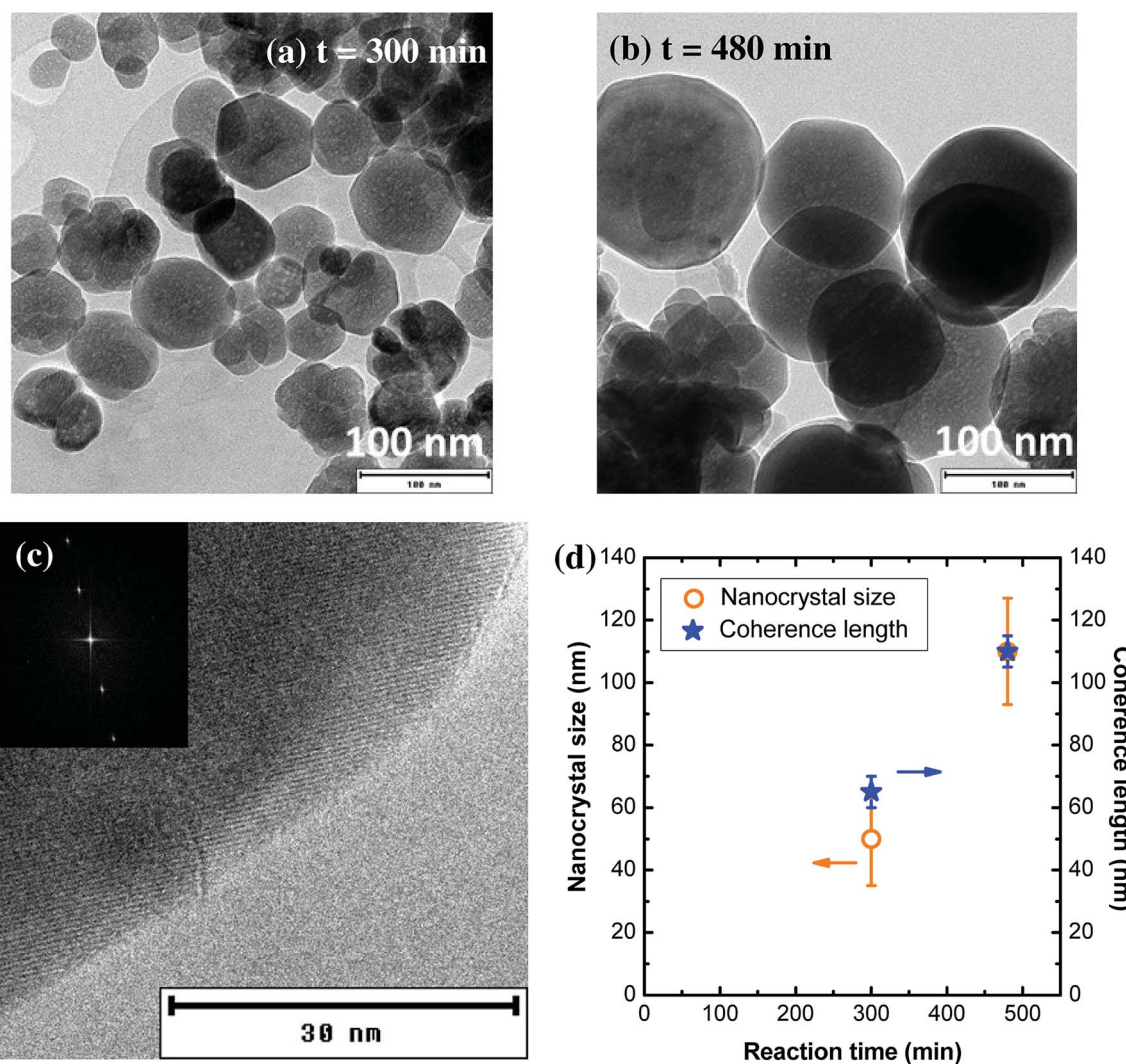 (a) t = 300 min
100 nm
100 nm
(b) t = 480 min
100 nm
100 nm
(c)
30 nm
(d)
140
120
100
80
60
40
20
0
Nanocrystal size (nm)
Nanocrystal size
Coherence length
140
120
100
80
60
40
20
0
Coherence length (nm)
0 100 200 300 400 500
Reaction time (min)